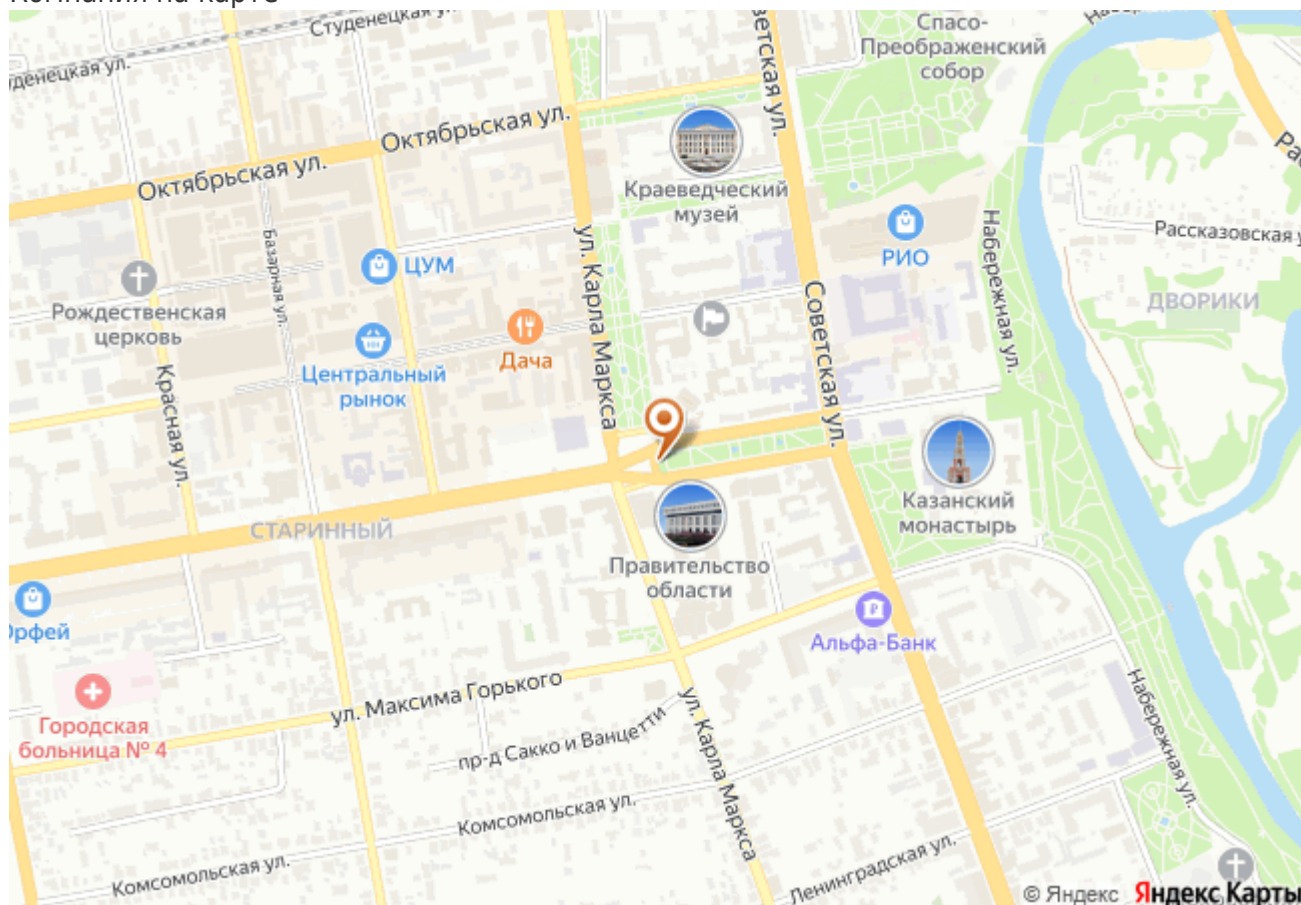 Компания на карте
Студенецкая ул.
Спасо-
Преображенский
собор
Октябрьская ул.
Октябрьская ул.
Краеведческий
музей
Рассказовская
РИО
Набережная ул.
ДВОРИКИ
Базарная ул.
ЦУМ
ул. Карла Маркса
Советская ул.
Рождественская
церковь
Центральный
рынок
Дача
Красная ул.
СТАРИННЫЙ
Казанский
монастырь
Правительство
области
Альфа-Банк
Городская
больница № 4
ул. Максима Горького
пр-д Сакко и Ванцетти
ул. Карла Маркса
Набережная ул.
Комсомольская ул.
Комсомольская ул.
Ленинградская ул.
© Яндекс Яндекс Карты